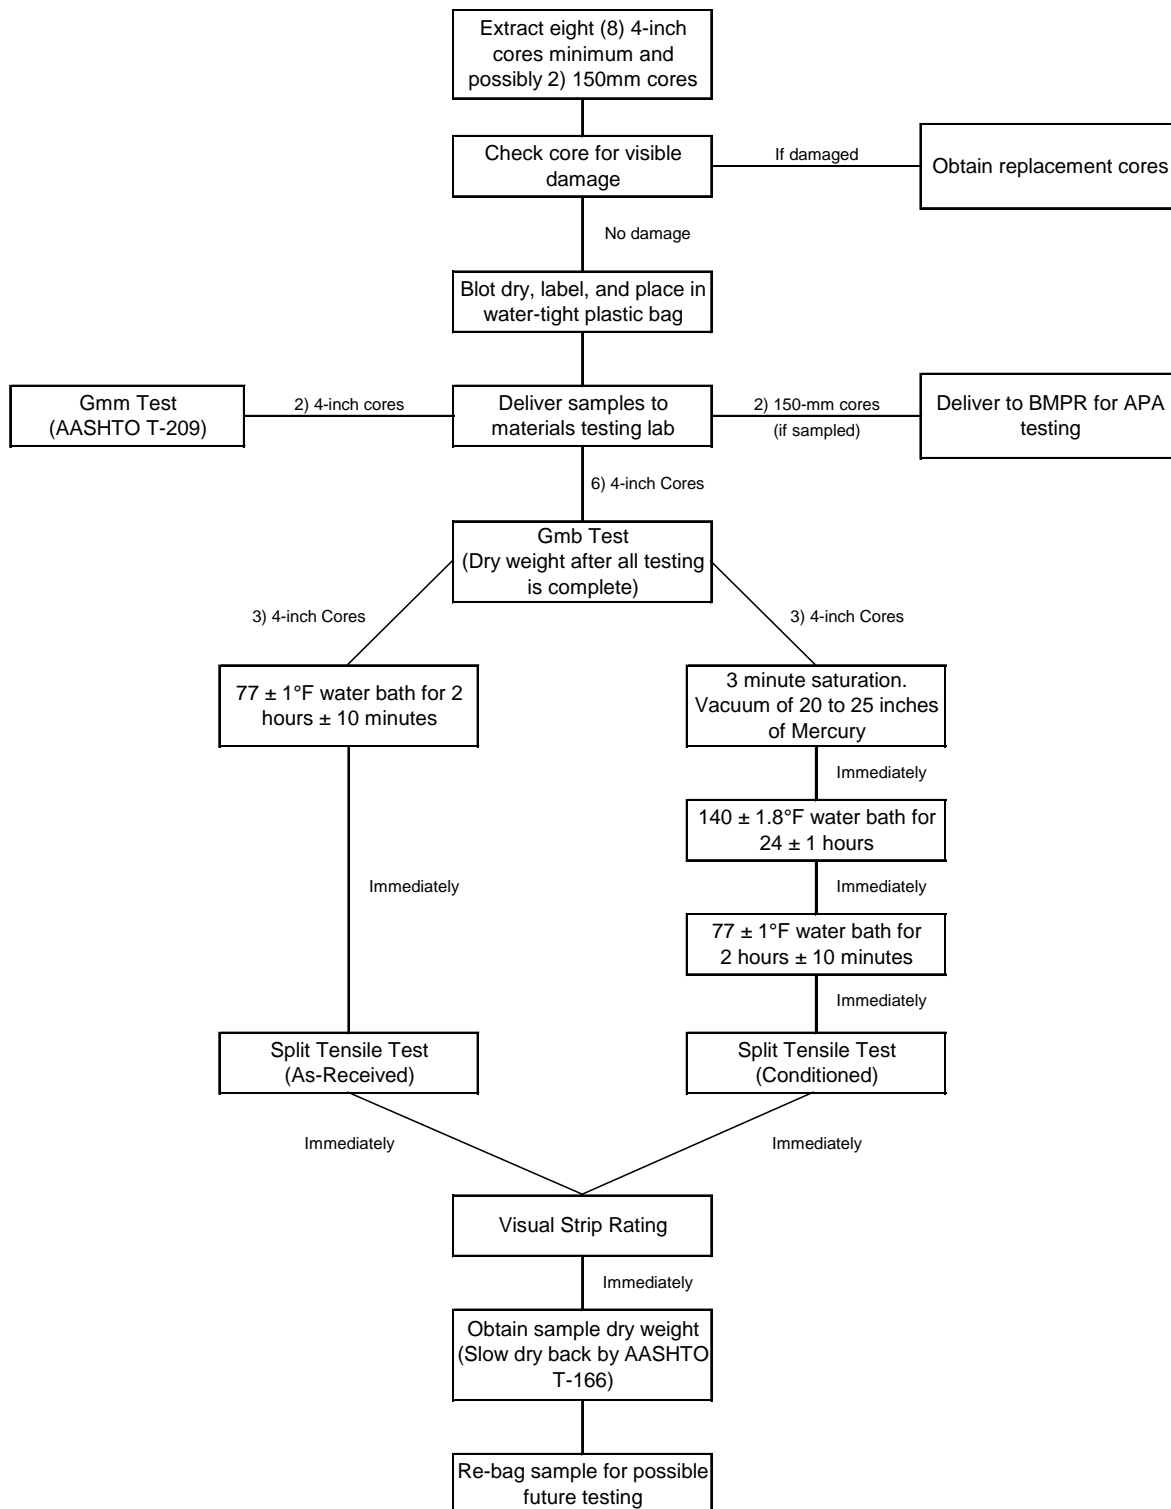 Extract eight (8) 4-inch
cores minimum and
possibly 2) 150mm cores
Check core for visible
damage
If damaged
Obtain replacement cores
No damage
Blot dry, label, and place in
water-tight plastic bag
Gmm Test
(AASHTO T-209)
2) 4-inch cores
Deliver samples to
materials testing lab
2) 150-mm cores
(if sampled)
Deliver to BMPR for APA
testing
6) 4-inch Cores
Gmb Test
(Dry weight after all testing
is complete)
3) 4-inch Cores
3) 4-inch Cores
77 ± 1°F water bath for 2
hours ± 10 minutes
3 minute saturation.
Vacuum of 20 to 25 inches
of Mercury
Immediately
140 ± 1.8°F water bath for
24 ± 1 hours
Immediately
Immediately
77 ± 1°F water bath for
2 hours ± 10 minutes
Immediately
Split Tensile Test
(As-Received)
Split Tensile Test
(Conditioned)
Immediately
Immediately
Visual Strip Rating
Immediately
Obtain sample dry weight
(Slow dry back by AASHTO
T-166)
Re-bag sample for possible
future testing